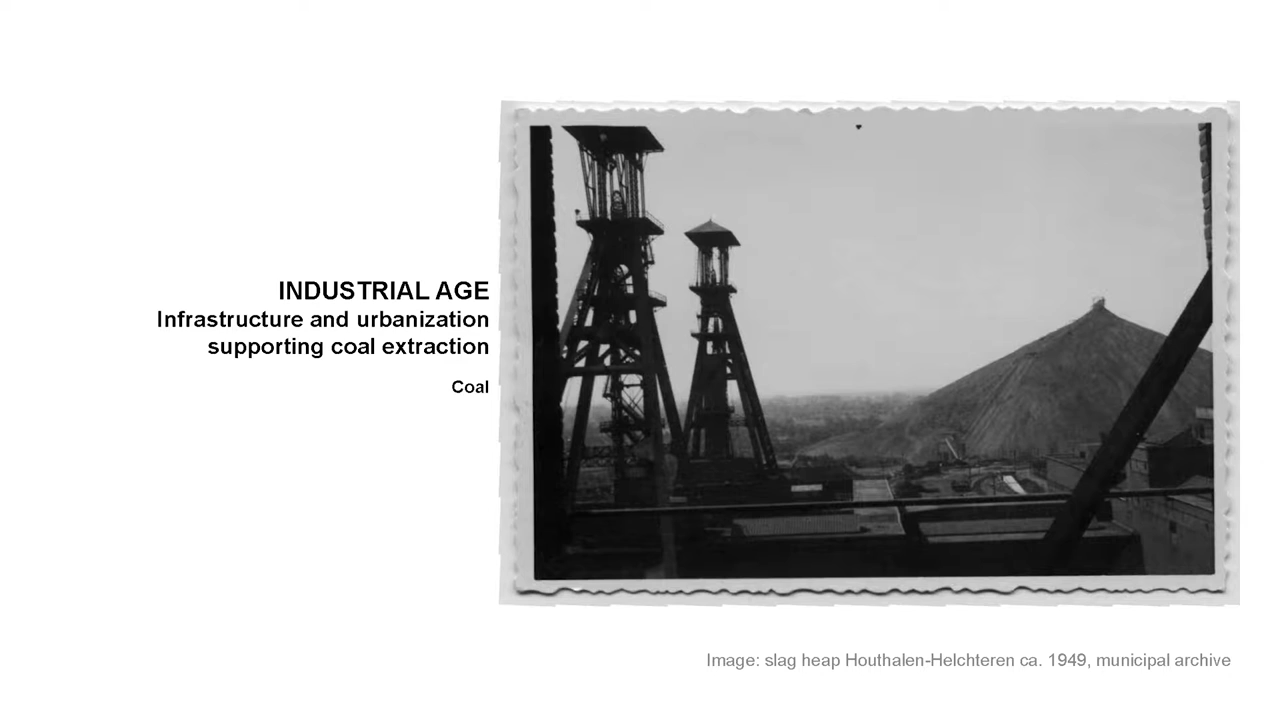 INDUSTRIAL AGE
Infrastructure and urbanization
supporting coal extraction
Coal
Image: slag heap Houthalen-Helchteren ca. 1949, municipal archive